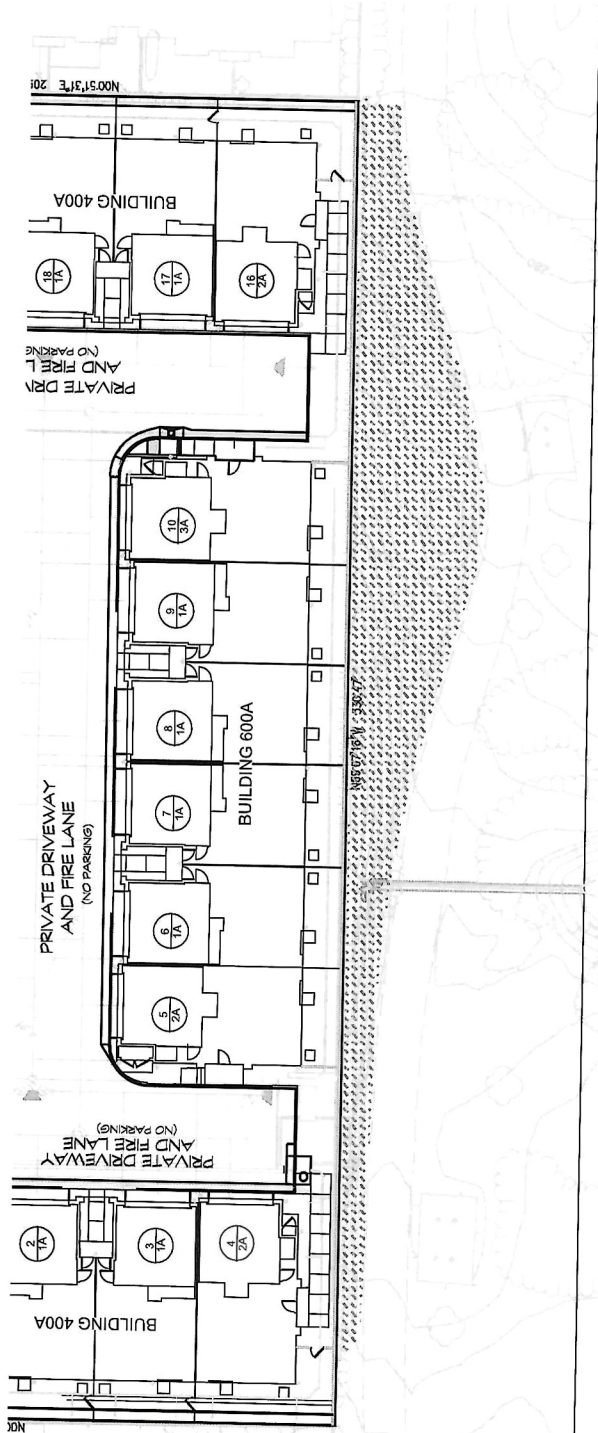 N00°51'31"E 20
BUILDING 400A
18
1A
17
1A
16
2A
PRIVATE DRI
AND FIRE L
(NO PARKING
10
3A
9
1A
8
1A
7
1A
6
1A
5
2A
BUILDING 600A
PRIVATE DRIVEWAY
AND FIRE LANE
(NO PARKING)
330.47'
PRIVATE DRIVEWAY
AND FIRE LANE
(NO PARKING)
2
1A
3
1A
4
2A
BUILDING 400A
N00